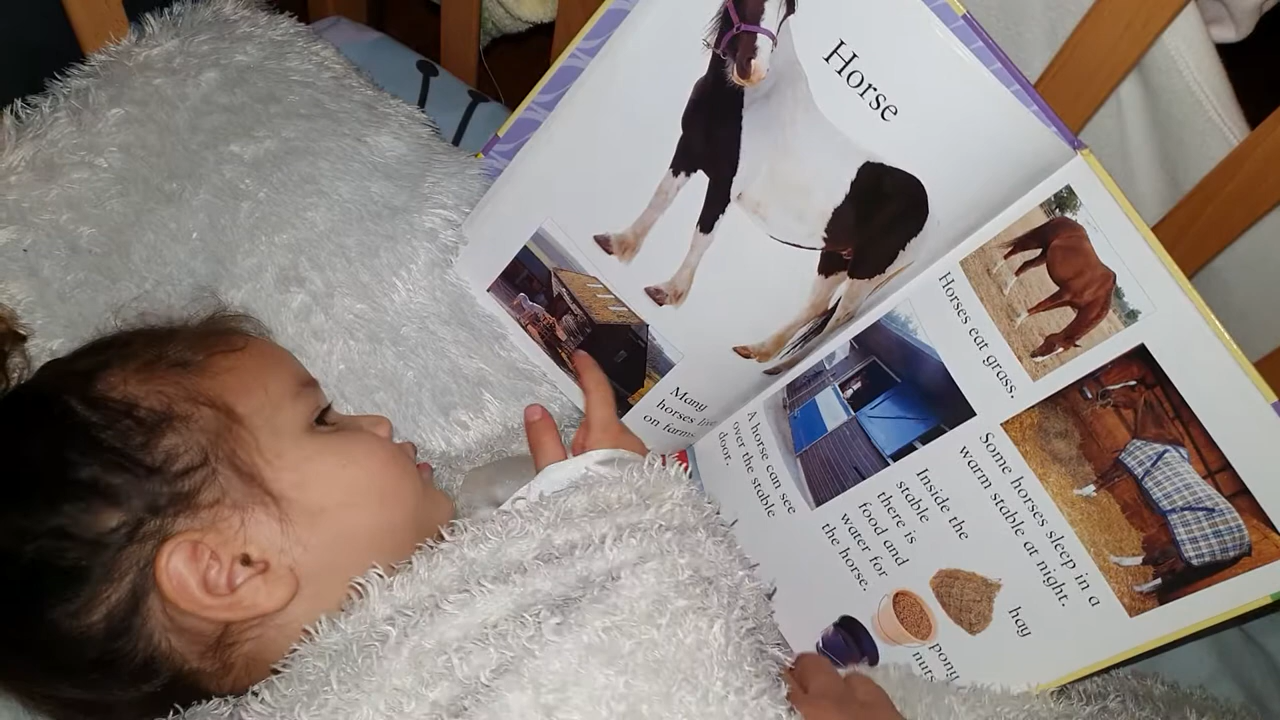 Horse
Many
horses live
on farms.
Horses eat grass.
A horse can see
over the stable
door.
Some horses sleep in a
warm stable at night.
Inside the
stable
there is
food and
water for
the horse.
hay
pony
nuts